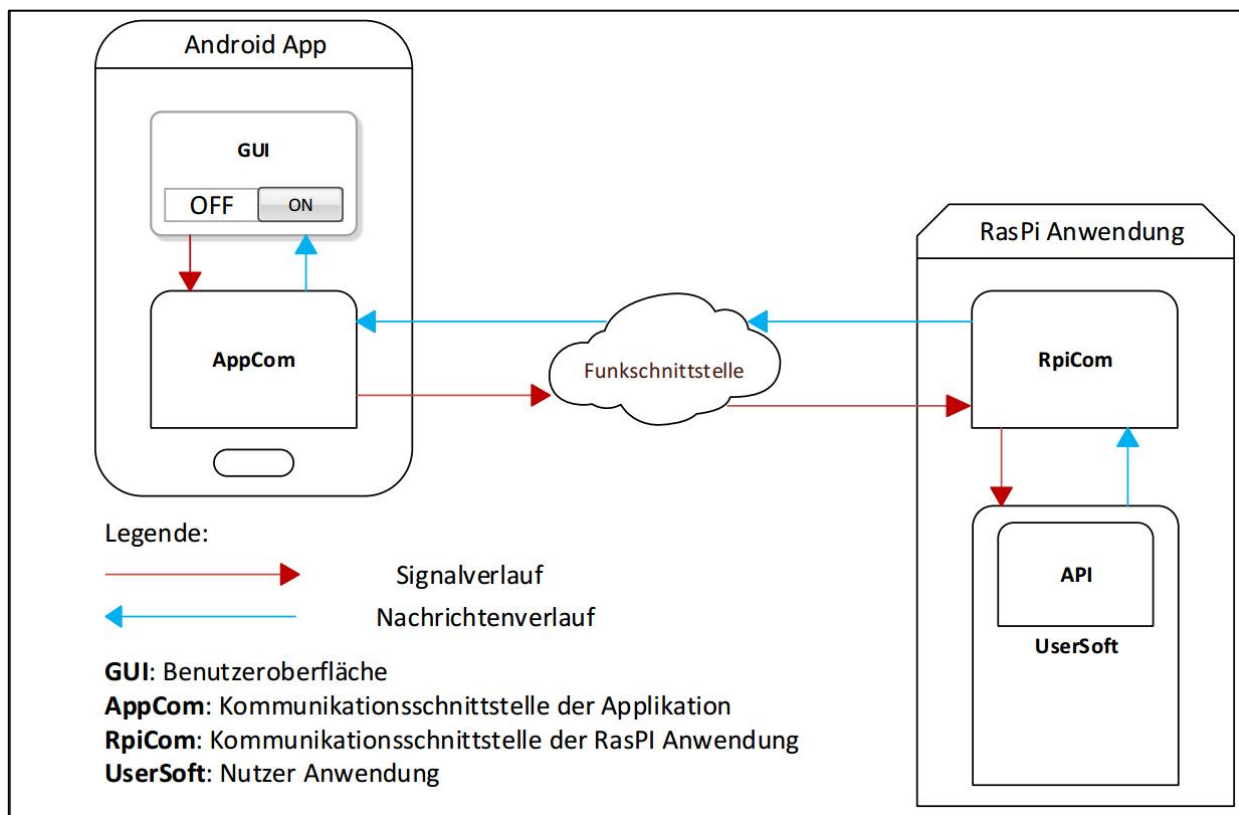 Android App
GUI
OFF ON
AppCom
Funkschnittstelle
RasPi Anwendung
RpiCom
API
UserSoft
Legende:
Signalverlauf
Nachrichtenverlauf
GUI: Benutzeroberfläche
AppCom: Kommunikationsschnittstelle der Applikation
RpiCom: Kommunikationsschnittstelle der RasPI Anwendung
UserSoft: Nutzer Anwendung